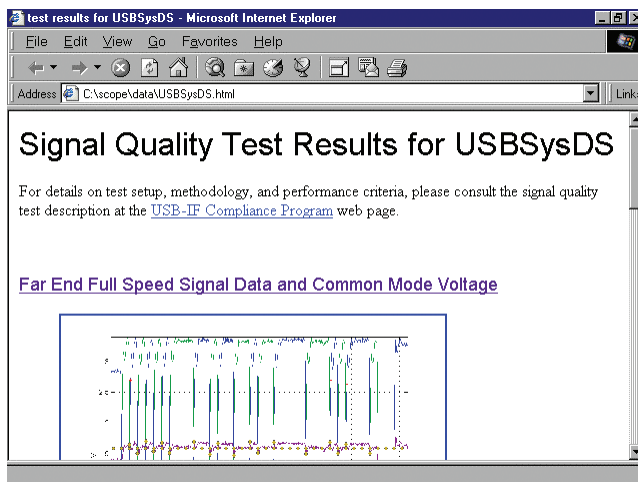 test results for USBSysDS - Microsoft Internet Explorer
File Edit View Go Favorites Help
Address C:\scope\data\USBSysDS.html
Link
Signal Quality Test Results for USBSysDS
For details on test setup, methodology, and performance criteria, please consult the signal quality
test description at the USB-IF Compliance Program web page.
Far End Full Speed Signal Data and Common Mode Voltage